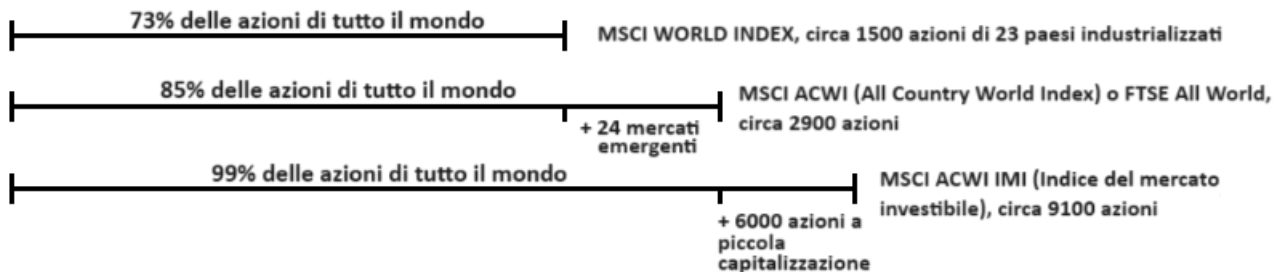 73% delle azioni di tutto il mondo
MSCI WORLD INDEX, circa 1500 azioni di 23 paesi industrializzati
85% delle azioni di tutto il mondo
MSCI ACWI (All Country World Index) o FTSE All World,
circa 2900 azioni
+ 24 mercati
emergenti
99% delle azioni di tutto il mondo
MSCI ACWI IMI (Indice del mercato
investibile), circa 9100 azioni
+ 6000 azioni a
piccola
capitalizzazione